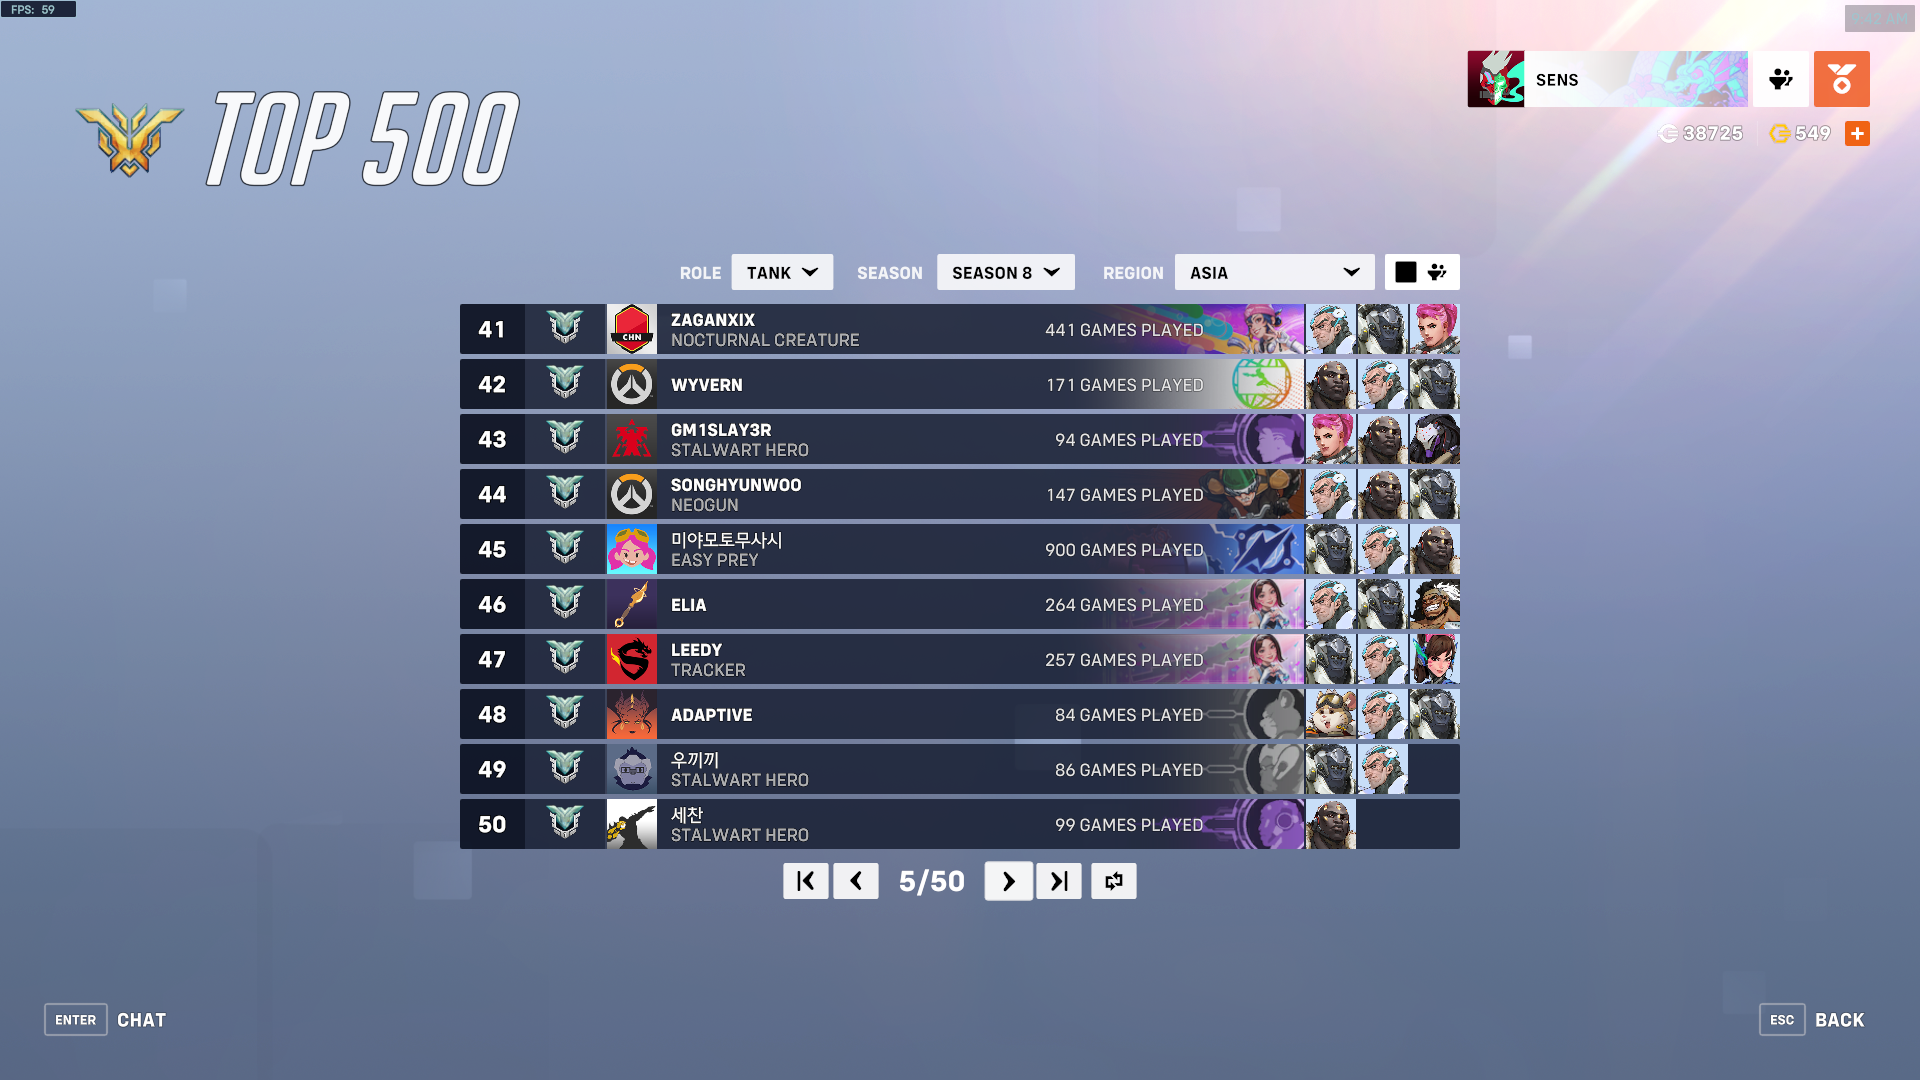 FPS: 59
SENS
38725
549
TOP 500
ROLE TANK SEASON SEASON 8 REGION ASIA
41 CHN ZAGANXIX 441 GAMES PLAYED
NOCTURNAL CREATURE
42 WYVERN 171 GAMES PLAYED
43 GM1SLAY3R 94 GAMES PLAYED
STALWART HERO
44 SONGHYUNWOO 147 GAMES PLAYED
NEOGUN
45 미야모토무사시 900 GAMES PLAYED
EASY PREY
46 ELIA 264 GAMES PLAYED
47 LEEDY 257 GAMES PLAYED
TRACKER
48 ADAPTIVE 84 GAMES PLAYED
49 우끼끼 86 GAMES PLAYED
STALWART HERO
50 세찬 99 GAMES PLAYED
STALWART HERO
5/50
ENTER CHAT
ESC BACK